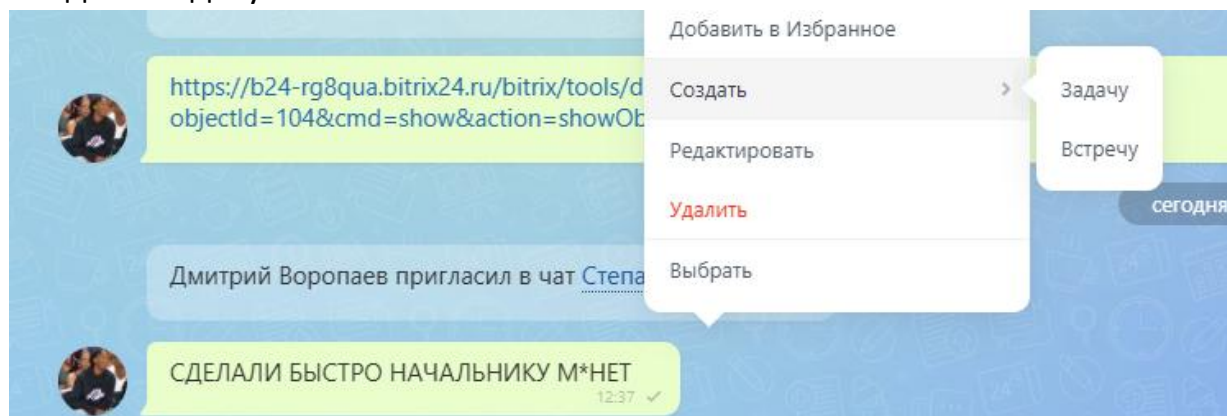 Добавить в Избранное
https://b24-rg8qua.bitrix24.ru/bitrix/tools/d
objectId=104&cmd=show&action=showOb
Создать
Задачу
Редактировать
Встречу
Удалить
сегодня
Дмитрий Воропаев пригласил в чат Степа
Выбрать
СДЕЛАЛИ БЫСТРО НАЧАЛЬНИКУ М*НЕТ
12:37